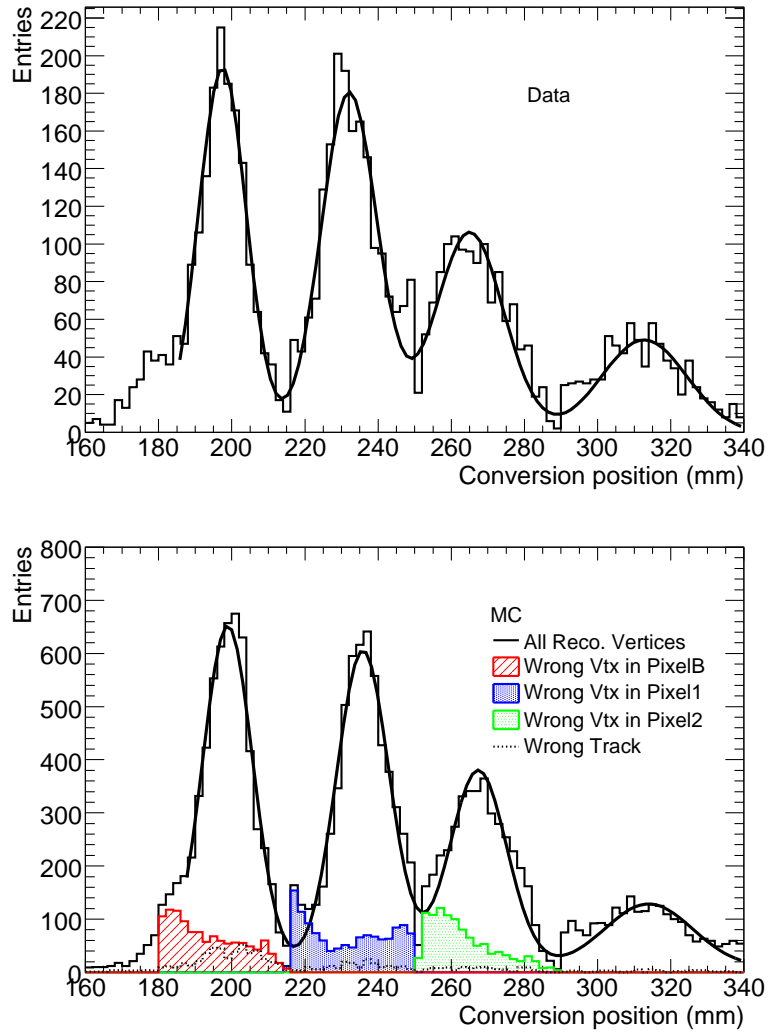 Entries
220
200
180
160
140
120
100
80
60
40
20
0
Data
160 180 200 220 240 260 280 300 320 340
Conversion position (mm)
Entries
800
700
600
500
400
300
200
100
0
MC
All Reco. Vertices
Wrong Vtx in PixelB
Wrong Vtx in Pixel1
Wrong Vtx in Pixel2
Wrong Track
160 180 200 220 240 260 280 300 320 340
Conversion position (mm)